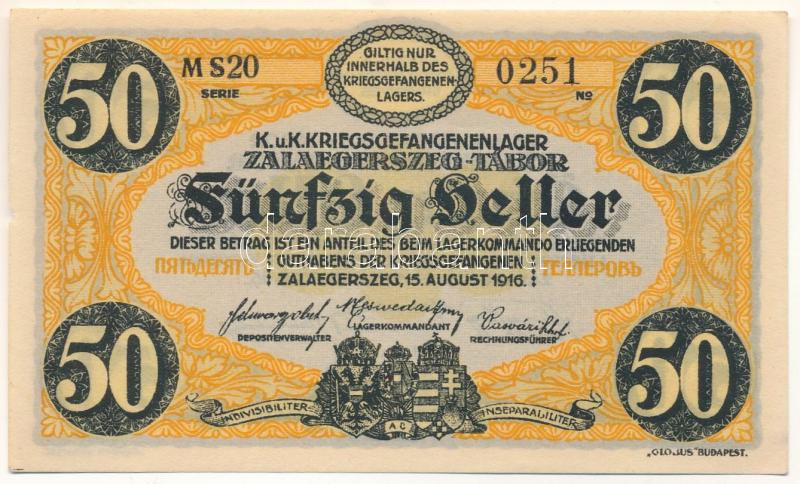 50
50
M S20
SERIE
GILTIG NUR
INNERHALB DES
KRIEGSGEFANGENEN-
LAGERS.
0251
No
K.u.K.KRIEGSGEFANGENENLAGER
ZALAEGERSZEG-TÁBOR
Fünfzig Heller
DIESER BETRAG IST EIN ANTEIL DES BEIM LAGERKOMMANDO ERLIEGENDEN
ПЯТЬДЕСЯТЬ
GUTHABENS DER KRIEGSGEFANGENEN
ГЕЛЛЕРОВЪ
ZALAEGERSZEG, 15. AUGUST 1916.
darabanth
DEPOSITENVERWALTER
LAGERKOMMANDANT
RECHNUNGSFÜHRER
50
50
INDIVISIBILITER
AC
INSEPARABILITER
„GLOBUS" BUDAPEST.